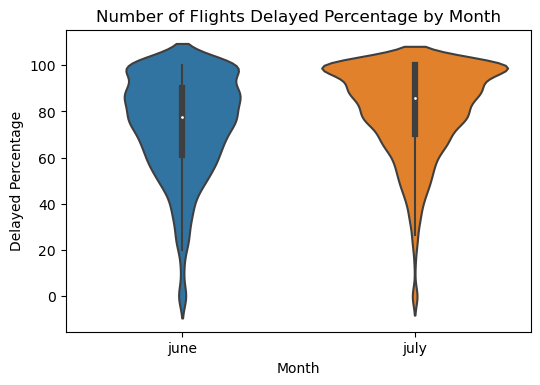 Number of Flights Delayed Percentage by Month
Delayed Percentage
100
80
60
40
20
0
june
july
Month